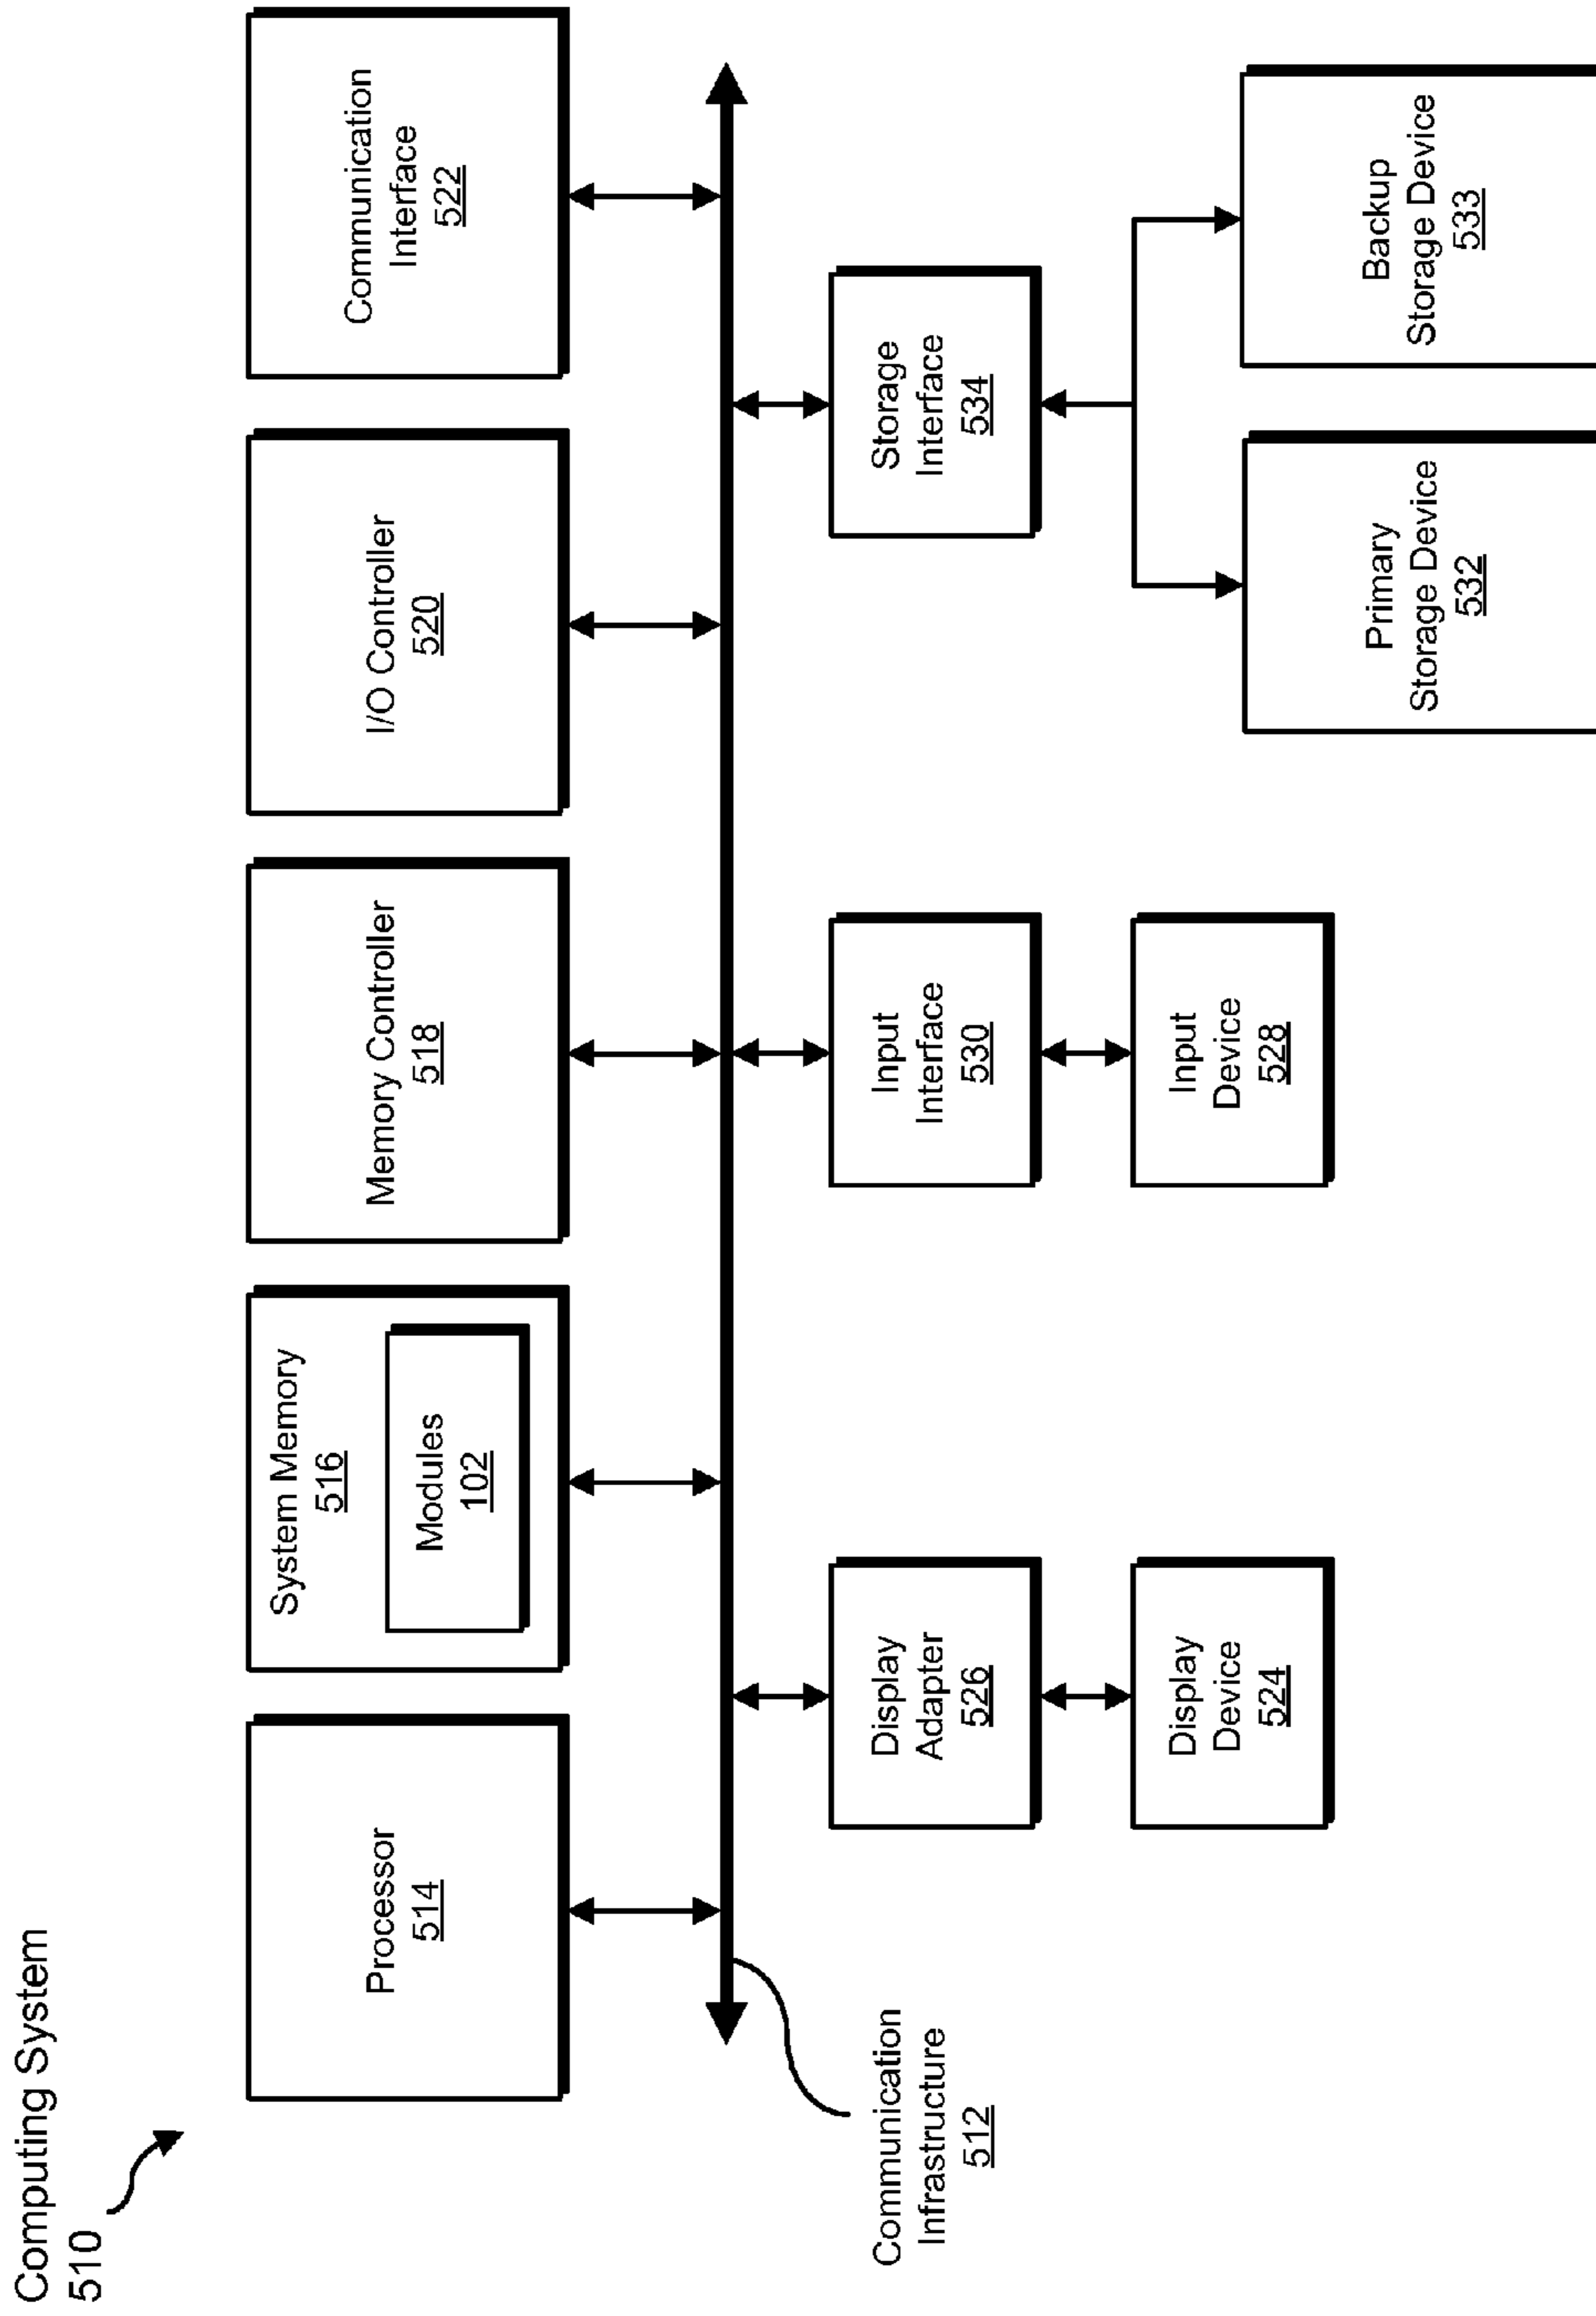 Computing System
510
Processor
514
System Memory
516
Modules
102
Memory Controller
518
I/O Controller
520
Communication
Interface
522
Communication
Infrastructure
512
Display
Adapter
526
Input
Interface
530
Storage
Interface
534
Display
Device
524
Input
Device
528
Primary
Storage Device
532
Backup
Storage Device
533